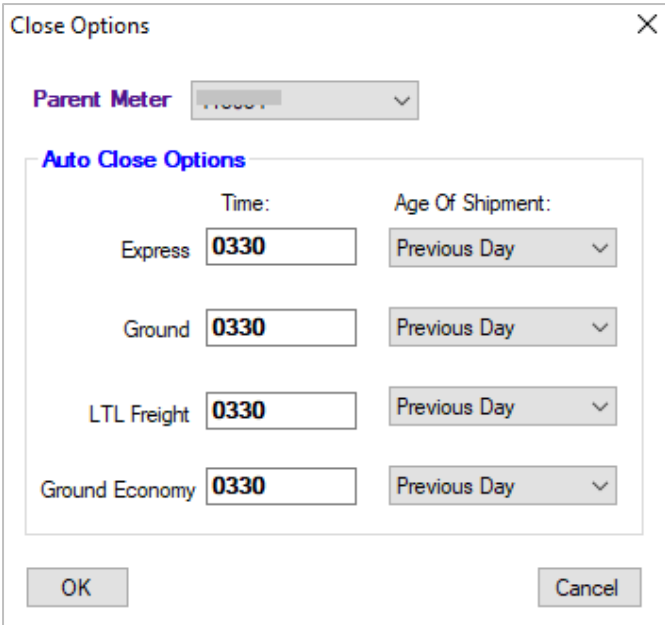 Close Options
Parent Meter
Auto Close Options
Time: Age Of Shipment:
Express 0330 Previous Day
Ground 0330 Previous Day
LTL Freight 0330 Previous Day
Ground Economy 0330 Previous Day
OK Cancel